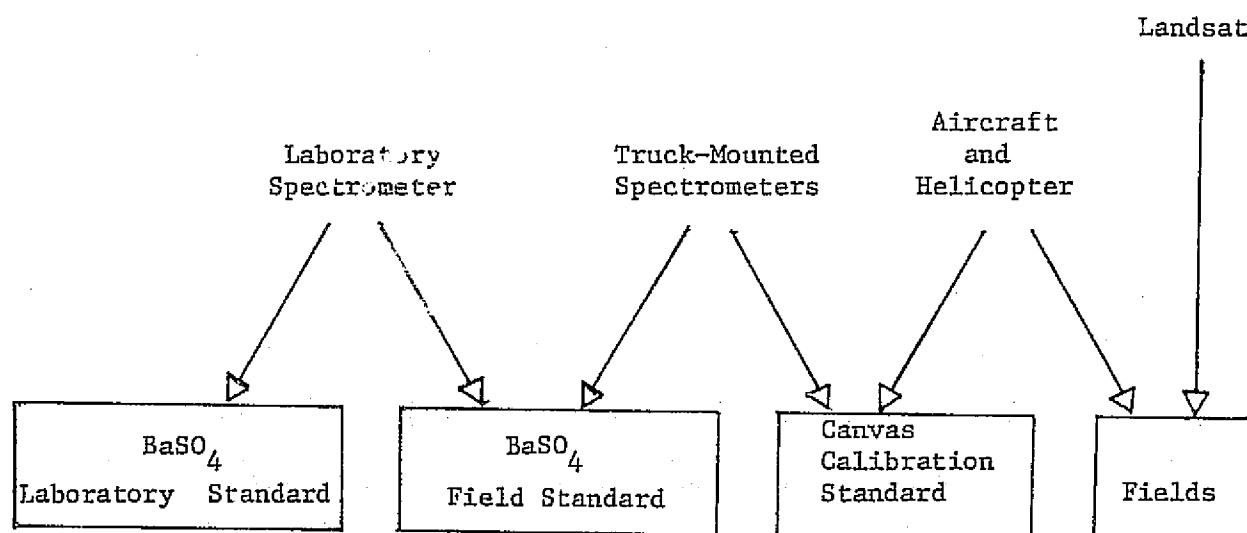 Landsat
Aircraft
and
Helicopter
Laboratory
Spectrometer
Truck-Mounted
Spectrometers
BaSO4
Laboratory Standard
BaSO4
Field Standard
Canvas
Calibration
Standard
Fields